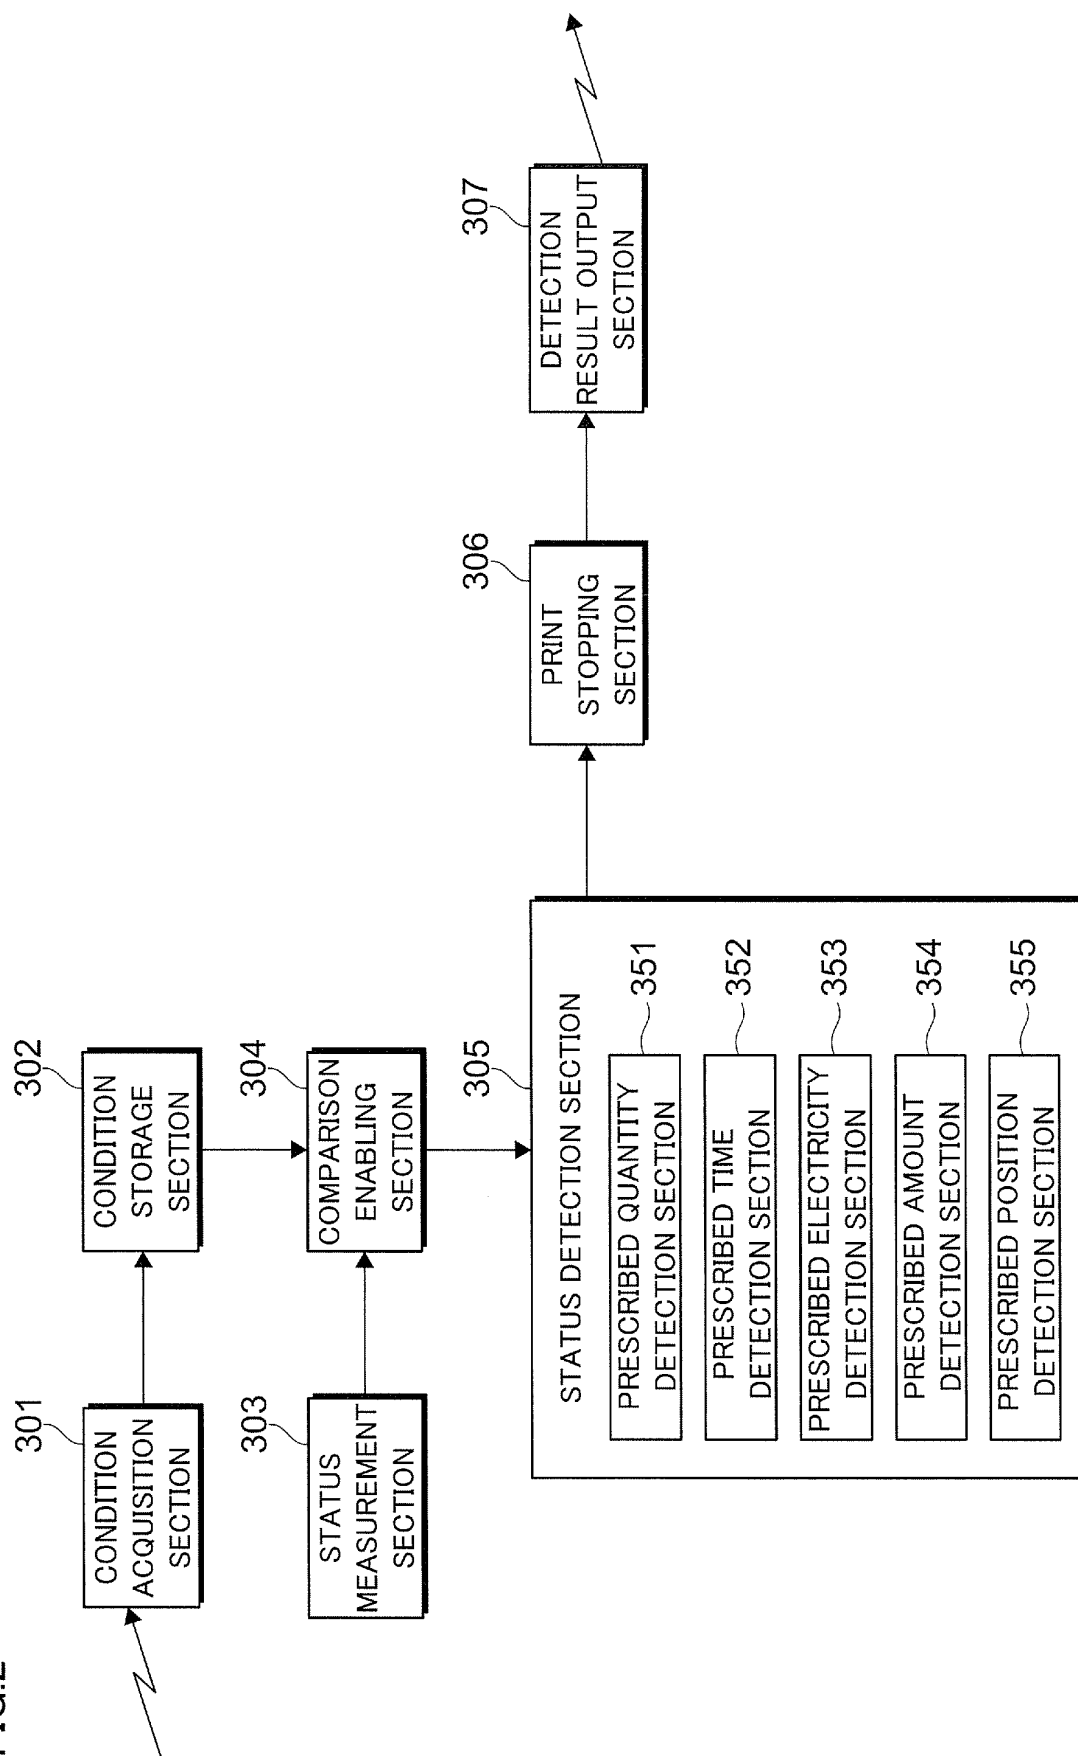 301
CONDITION
ACQUISITION
SECTION
302
CONDITION
STORAGE
SECTION
303
STATUS
MEASUREMENT
SECTION
304
COMPARISON
ENABLING
SECTION
305
STATUS DETECTION SECTION
PRESCRIBED QUANTITY
DETECTION SECTION
351
PRESCRIBED TIME
DETECTION SECTION
352
PRESCRIBED ELECTRICITY
DETECTION SECTION
353
PRESCRIBED AMOUNT
DETECTION SECTION
354
PRESCRIBED POSITION
DETECTION SECTION
355
306
PRINT
STOPPING
SECTION
307
DETECTION
RESULT OUTPUT
SECTION